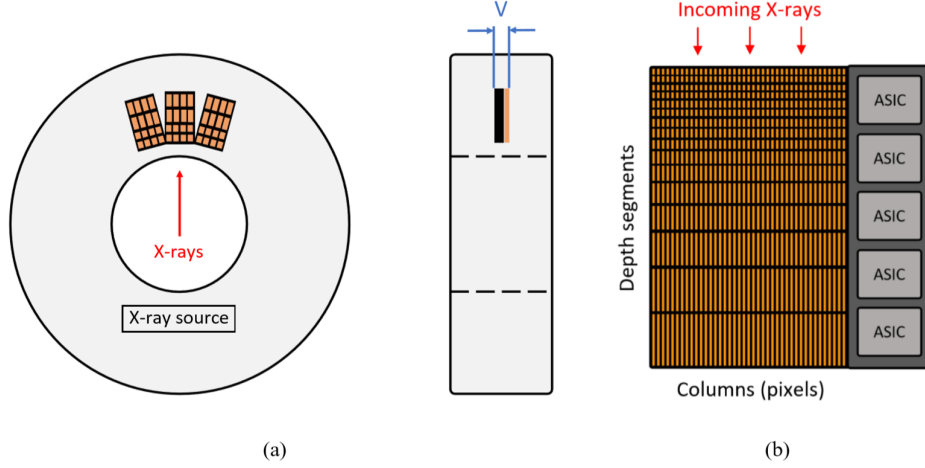 X-rays
X-ray source
(a)
V
Incoming X-rays
Depth segments
ASIC
ASIC
ASIC
ASIC
ASIC
Columns (pixels)
(b)